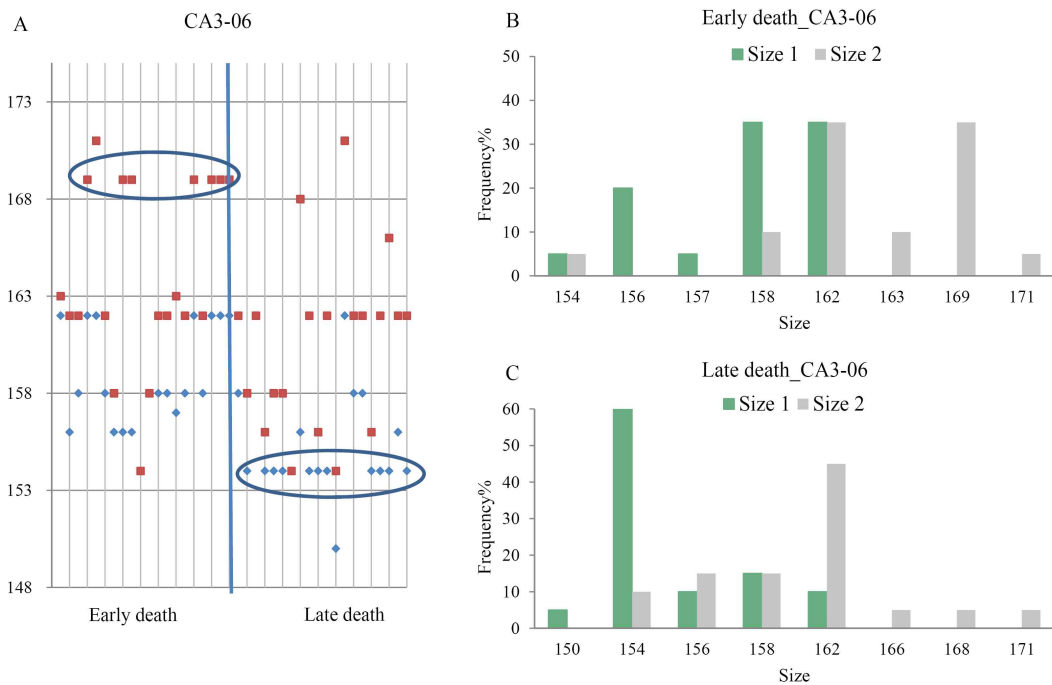 A
CA3-06
173
168
163
158
153
148
Early death
Late death
B
Early death_CA3-06
Size 1
Size 2
Frequency%
50
40
30
20
10
0
154 156 157 158 162 163 169 171
Size
C
Late death_CA3-06
Size 1
Size 2
Frequency%
60
50
40
30
20
10
0
150 154 156 158 162 166 168 171
Size